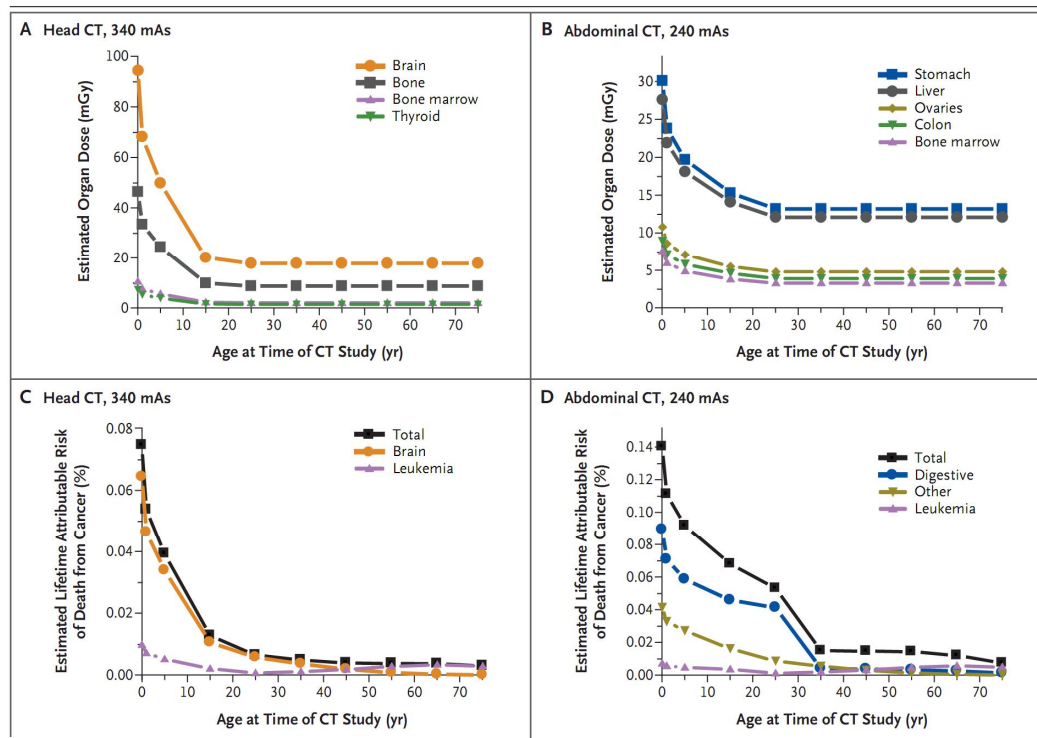 A Head CT, 340 mAs
Estimated Organ Dose (mGy)
100
80
60
40
20
0
Brain
Bone
Bone marrow
Thyroid
0 10 20 30 40 50 60 70
Age at Time of CT Study (yr)
B Abdominal CT, 240 mAs
Estimated Organ Dose (mGy)
30
25
20
15
10
5
0
Stomach
Liver
Ovaries
Colon
Bone marrow
0 10 20 30 40 50 60 70
Age at Time of CT Study (yr)
C Head CT, 340 mAs
Estimated Lifetime Attributable Risk
of Death from Cancer (%)
0.08
0.06
0.04
0.02
0.00
Total
Brain
Leukemia
0 10 20 30 40 50 60 70
Age at Time of CT Study (yr)
D Abdominal CT, 240 mAs
Estimated Lifetime Attributable Risk
of Death from Cancer (%)
0.14
0.12
0.10
0.08
0.06
0.04
0.02
0.00
Total
Digestive
Other
Leukemia
0 10 20 30 40 50 60 70
Age at Time of CT Study (yr)